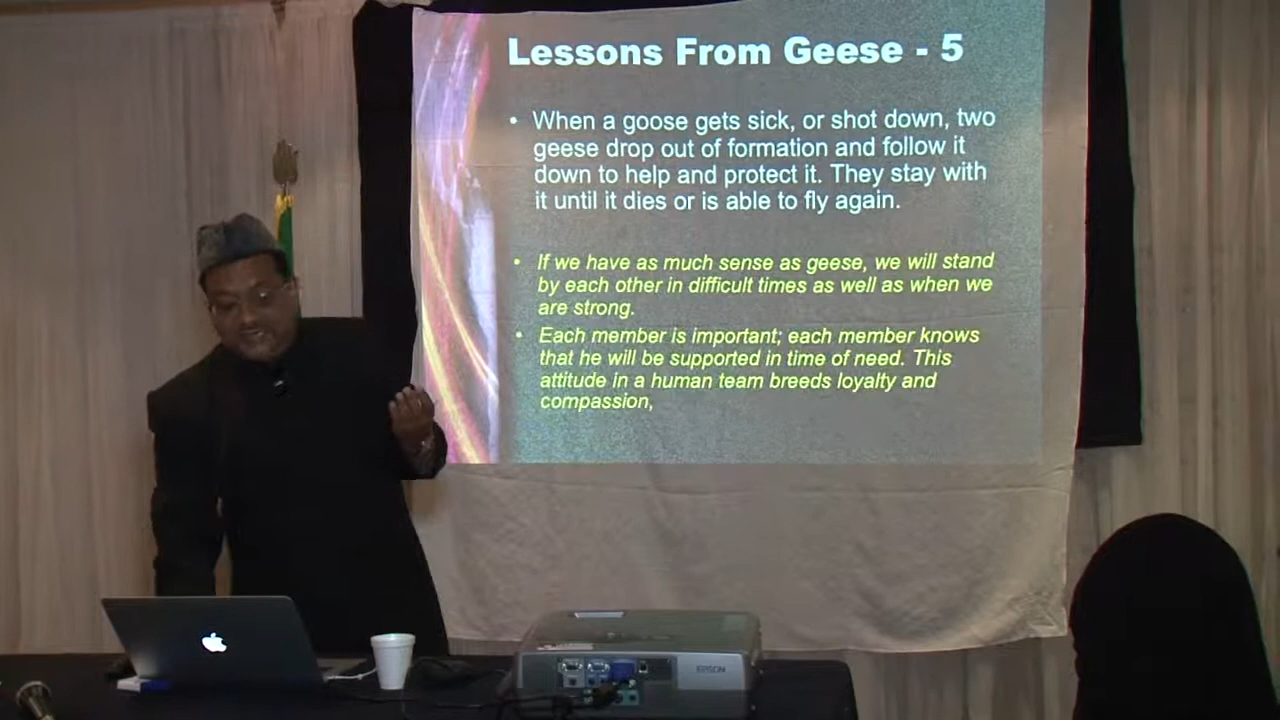 Lessons From Geese - 5
• When a goose gets sick, or shot down, two
geese drop out of formation and follow it
down to help and protect it. They stay with
it until it dies or is able to fly again.
• If we have as much sense as geese, we will stand
by each other in difficult times as well as when we
are strong.
• Each member is important; each member knows
that he will be supported in time of need. This
attitude in a human team breeds loyalty and
compassion,
EPSON